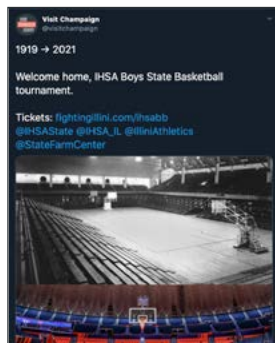 Visit Champaign
@visitchampaign
1919 → 2021
Welcome home, IHSA Boys State Basketball
tournament.
Tickets: fightingillini.com/ihsabb
@IHSAState @IHSA_IL @IlliniAthletics
@StateFarmCenter